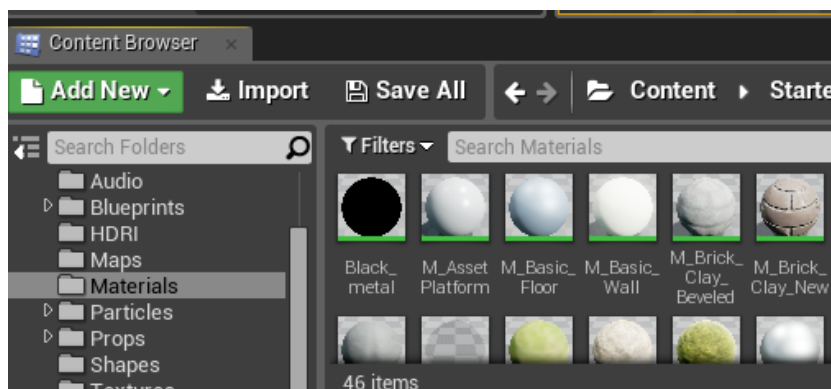 Content Browser
Add New Import Save All Content Starte
Search Folders
Filters Search Materials
Audio
Blueprints
HDRI
Maps
Materials
Particles
Props
Shapes
Textures
Black_
metal
M_Asset
Platform
M_Basic_
Floor
M_Basic_
Wall
M_Brick_
Clay_
Beveled
M_Brick_
Clay_New
46 items